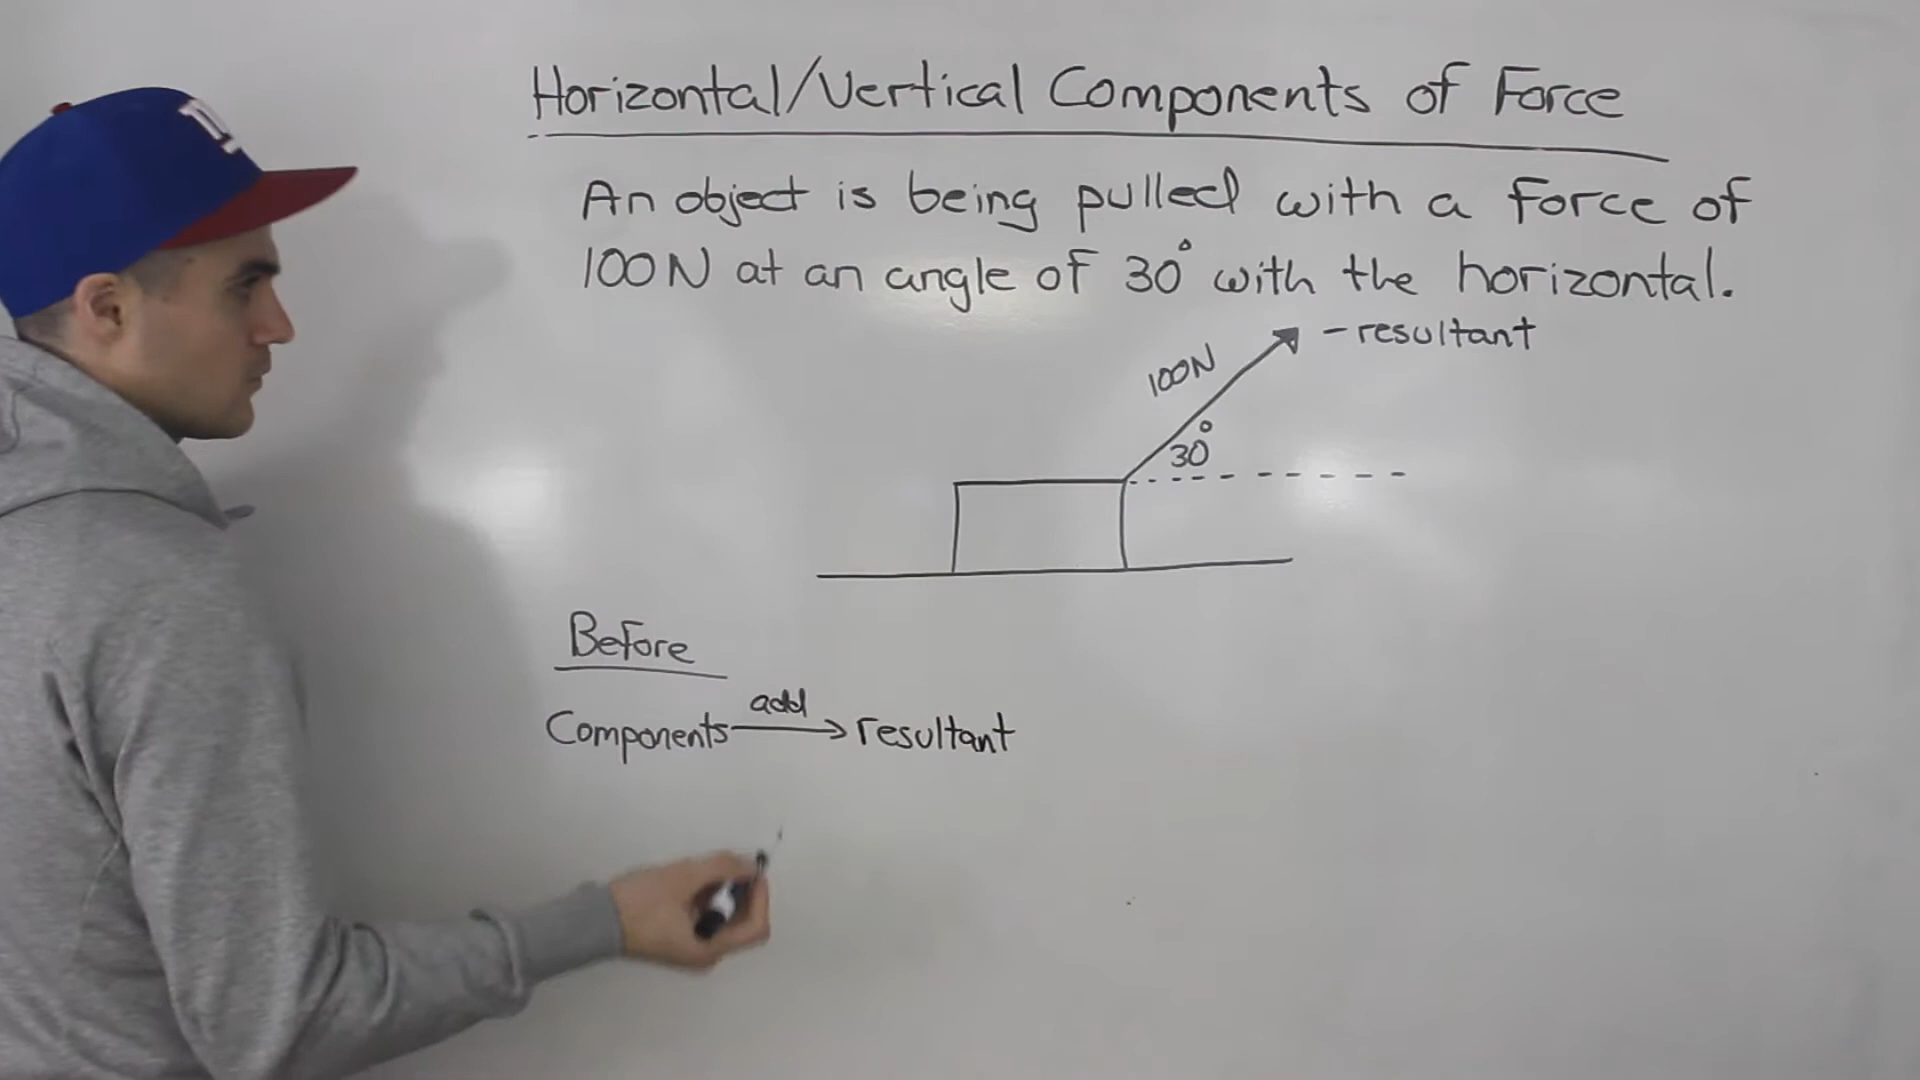 Horizontal/Vertical Components of Force
An object is being pulled with a force of
100N at an angle of 30° with the horizontal.
100N
- resultant
30°
Before
Components add → resultant